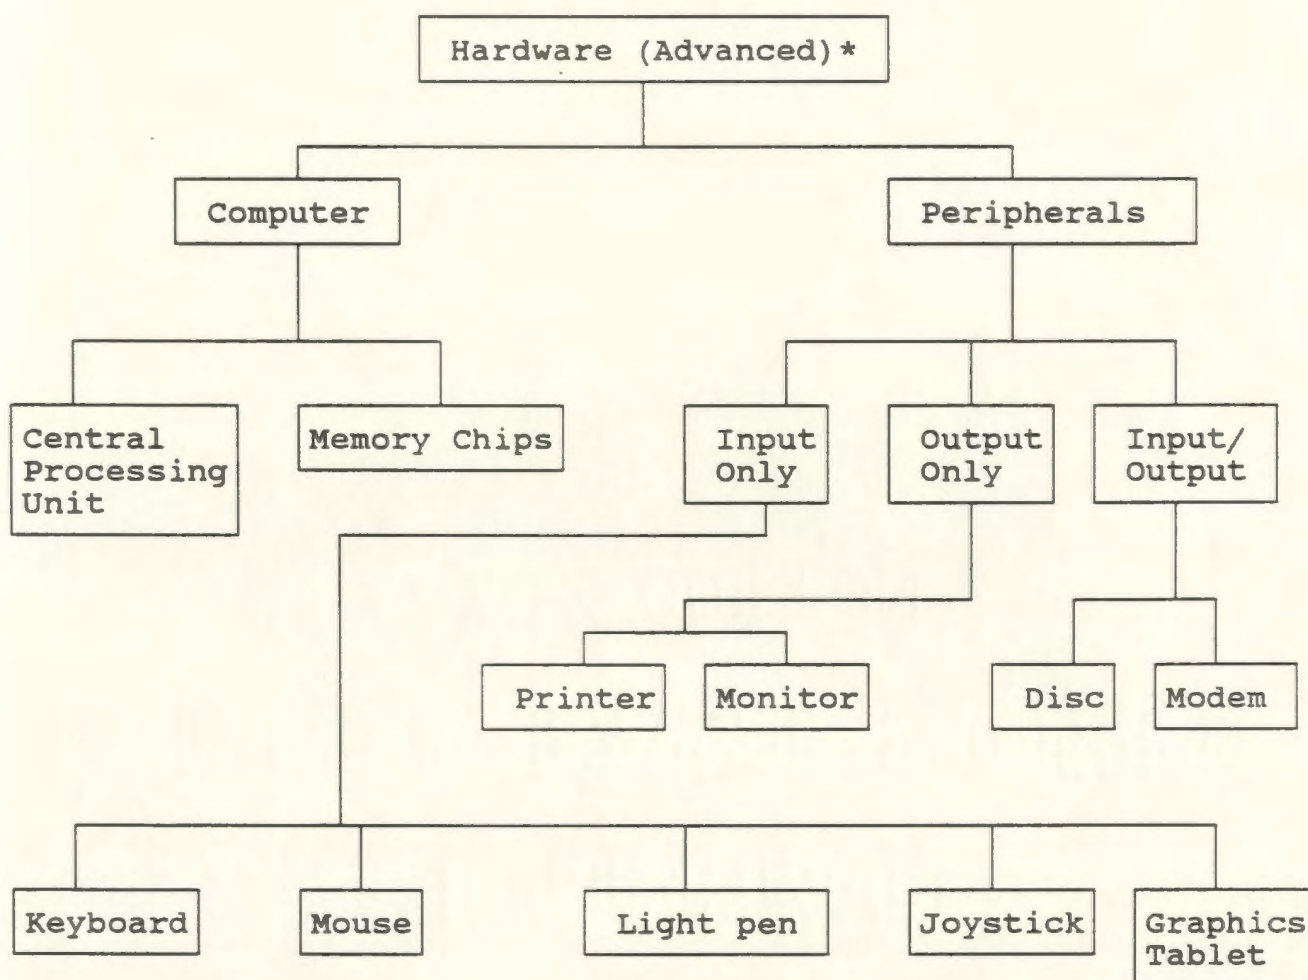 Hardware (Advanced)*
Computer
Peripherals
Central
Processing
Unit
Memory Chips
Input
Only
Output
Only
Input/
Output
Printer
Monitor
Disc
Modem
Keyboard
Mouse
Light pen
Joystick
Graphics
Tablet